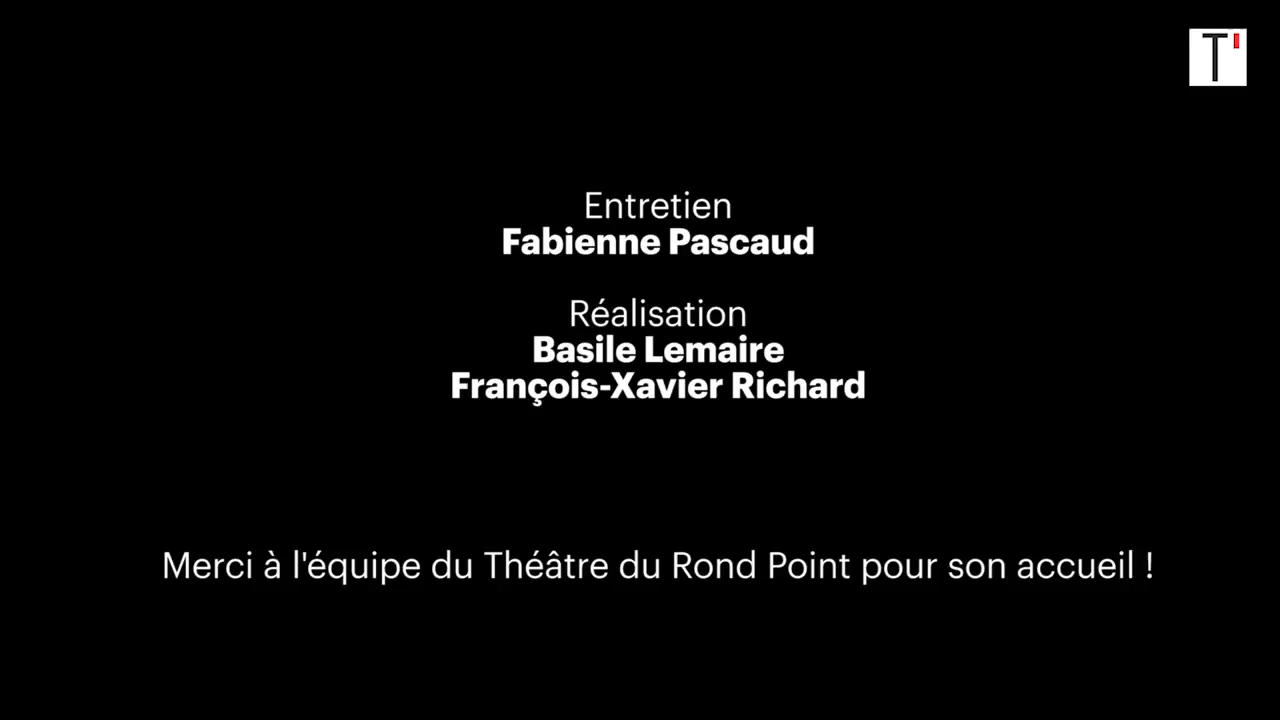 T'
Entretien
Fabienne Pascaud
Réalisation
Basile Lemaire
François-Xavier Richard
Merci à l'équipe du Théâtre du Rond Point pour son accueil !